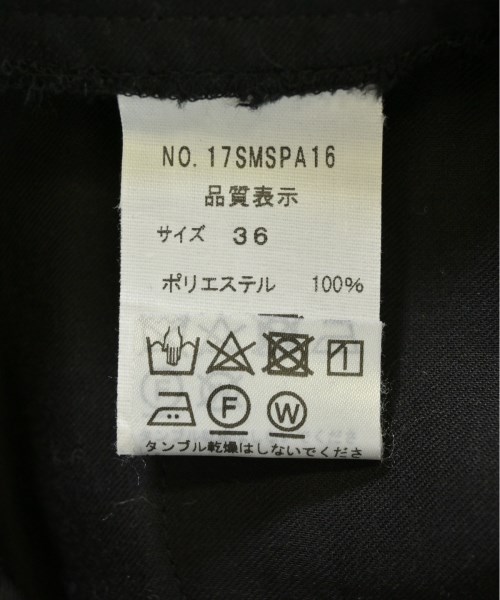 NO. 17SMSPA16
品質表示
サイズ 36
ポリエステル 100%
F W
タンブル乾燥はしないでくださ